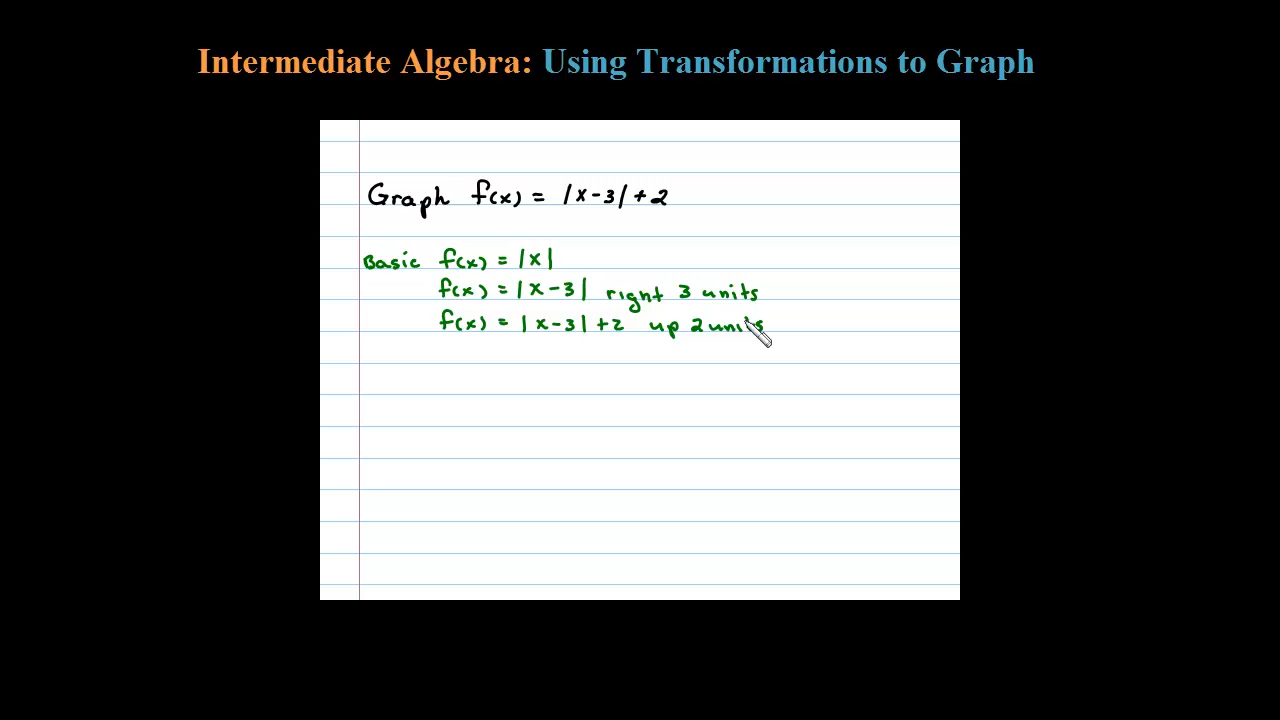 Intermediate Algebra: Using Transformations to Graph
Graph f(x) = |x-3| + 2
Basic f(x) = |x|
f(x) = |x-3| right 3 units
f(x) = |x-3| +2 up 2 units